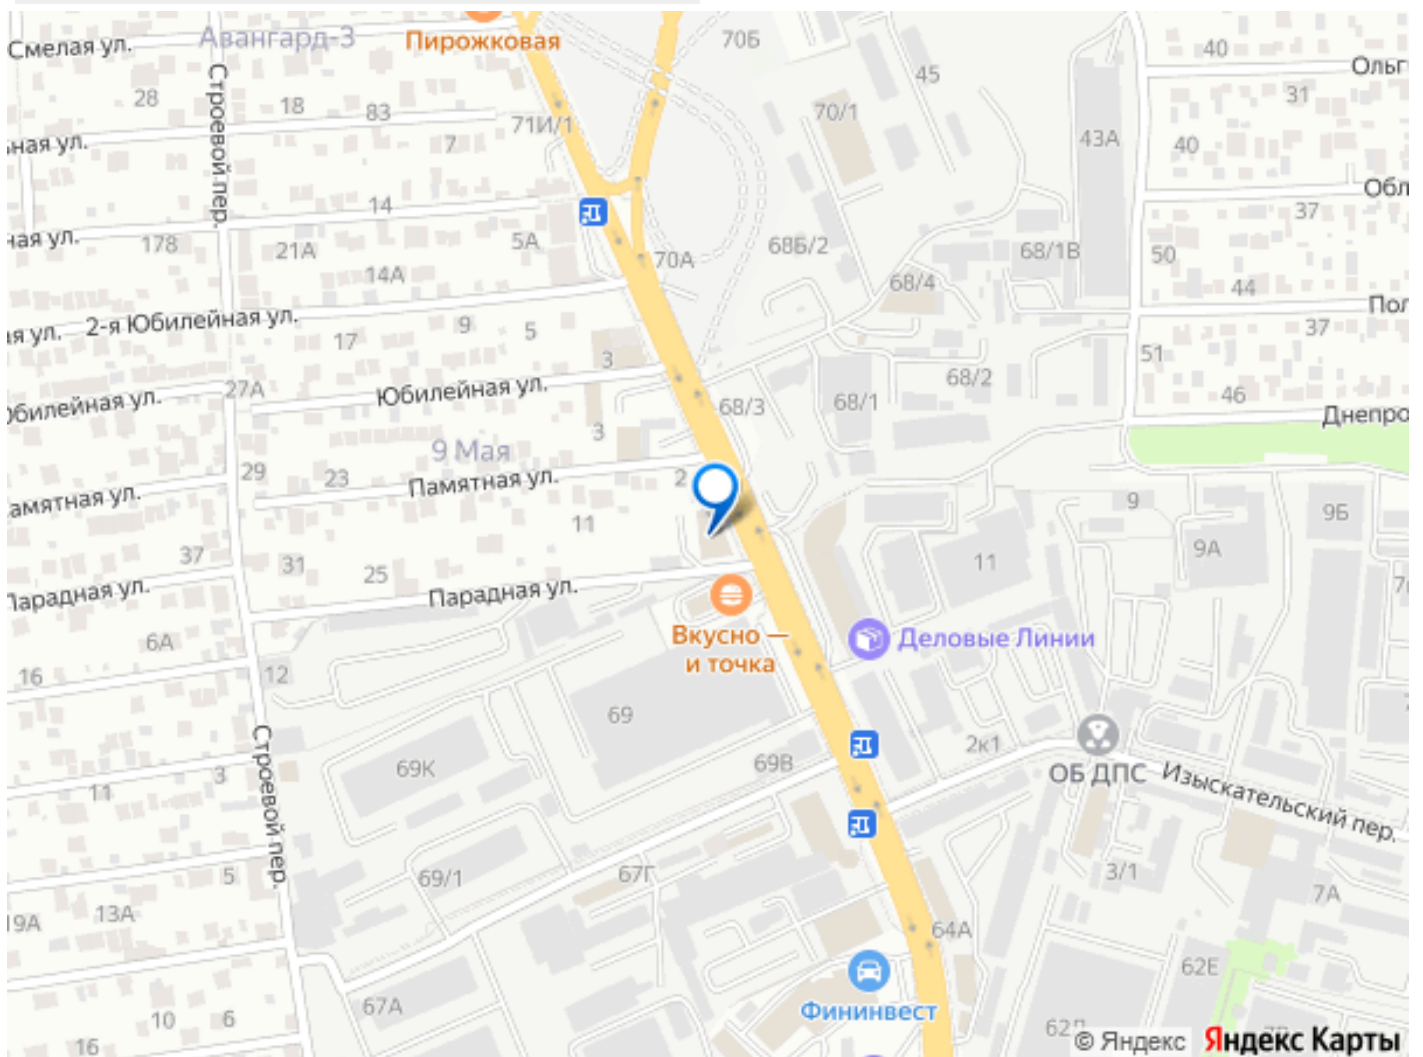 Смелая ул.
Авангард-3
Пирожковая
70Б
45
40
Ольг
31
28
18
83
71И/1
7
70/1
43А
40
ная ул.
Строевой пер.
14
Обл
37
ная ул.
178
21А
5А
14А
70А
68Б/2
68/4
68/1В
50
44
Пол
37
ая ул.
2-я Юбилейная ул.
17
9
5
3
51
27А
Юбилейная ул.
68/3
68/1
68/2
46
Днепро
билейная ул.
3
9 Мая
29
23
Памятная ул.
2
амятная ул.
11
9
9Б
9А
11
37
31
25
Парадная ул.
Парадная ул.
Вкусно —
и точка
Деловые Линии
6А
16
12
69
2к1
ОБ ДПС
Изыскательский пер.
69К
69В
3
11
Строевой пер.
69/1
67Г
5
13А
19А
3/1
7А
64А
62Е
67А
10
6
16
Фининвест
© Яндекс
Яндекс Карты